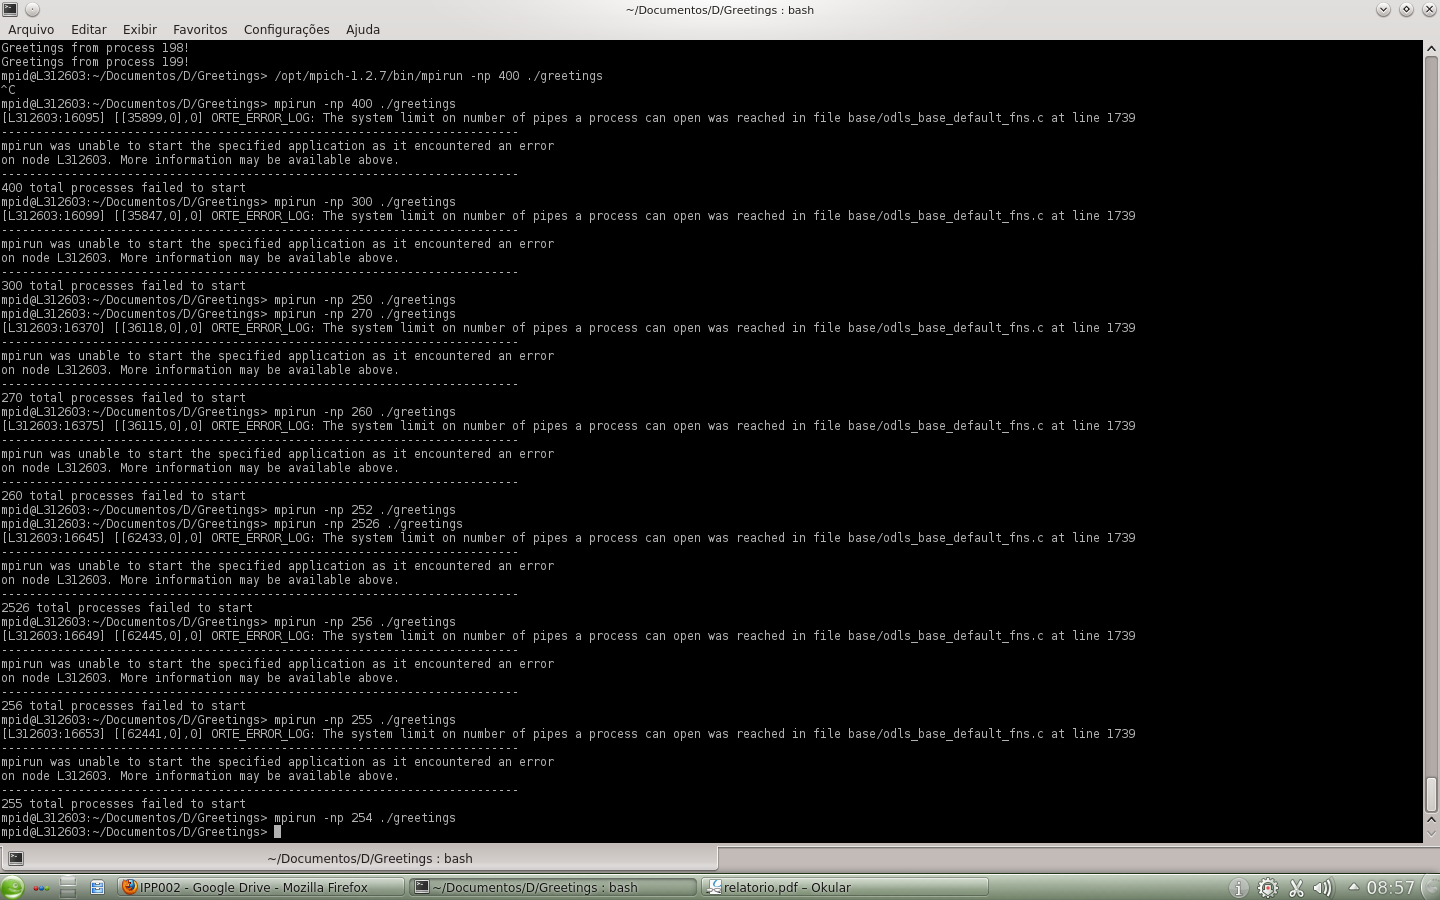 ~/Documentos/D/Greetings : bash
Arquivo Editar Exibir Favoritos Configurações Ajuda
Greetings from process 198!
Greetings from process 199!
mpid@L312603:~/Documentos/D/Greetings> /opt/mpich-1.2.7/bin/mpirun -np 400 ./greetings
^C
mpid@L312603:~/Documentos/D/Greetings> mpirun -np 400 ./greetings
[L312603:16095] [[35899,0],0] ORTE_ERROR_LOG: The system limit on number of pipes a process can open was reached in file base/odls_base_default_fns.c at line 1739
--------------------------------------------------------------------------
mpirun was unable to start the specified application as it encountered an error
on node L312603. More information may be available above.
--------------------------------------------------------------------------
400 total processes failed to start
mpid@L312603:~/Documentos/D/Greetings> mpirun -np 300 ./greetings
[L312603:16099] [[35847,0],0] ORTE_ERROR_LOG: The system limit on number of pipes a process can open was reached in file base/odls_base_default_fns.c at line 1739
--------------------------------------------------------------------------
mpirun was unable to start the specified application as it encountered an error
on node L312603. More information may be available above.
--------------------------------------------------------------------------
300 total processes failed to start
mpid@L312603:~/Documentos/D/Greetings> mpirun -np 250 ./greetings
mpid@L312603:~/Documentos/D/Greetings> mpirun -np 270 ./greetings
[L312603:16370] [[36118,0],0] ORTE_ERROR_LOG: The system limit on number of pipes a process can open was reached in file base/odls_base_default_fns.c at line 1739
--------------------------------------------------------------------------
mpirun was unable to start the specified application as it encountered an error
on node L312603. More information may be available above.
--------------------------------------------------------------------------
270 total processes failed to start
mpid@L312603:~/Documentos/D/Greetings> mpirun -np 260 ./greetings
[L312603:16375] [[36115,0],0] ORTE_ERROR_LOG: The system limit on number of pipes a process can open was reached in file base/odls_base_default_fns.c at line 1739
--------------------------------------------------------------------------
mpirun was unable to start the specified application as it encountered an error
on node L312603. More information may be available above.
--------------------------------------------------------------------------
260 total processes failed to start
mpid@L312603:~/Documentos/D/Greetings> mpirun -np 252 ./greetings
mpid@L312603:~/Documentos/D/Greetings> mpirun -np 2526 ./greetings
[L312603:16645] [[62433,0],0] ORTE_ERROR_LOG: The system limit on number of pipes a process can open was reached in file base/odls_base_default_fns.c at line 1739
--------------------------------------------------------------------------
mpirun was unable to start the specified application as it encountered an error
on node L312603. More information may be available above.
--------------------------------------------------------------------------
2526 total processes failed to start
mpid@L312603:~/Documentos/D/Greetings> mpirun -np 256 ./greetings
[L312603:16649] [[62445,0],0] ORTE_ERROR_LOG: The system limit on number of pipes a process can open was reached in file base/odls_base_default_fns.c at line 1739
--------------------------------------------------------------------------
mpirun was unable to start the specified application as it encountered an error
on node L312603. More information may be available above.
--------------------------------------------------------------------------
256 total processes failed to start
mpid@L312603:~/Documentos/D/Greetings> mpirun -np 255 ./greetings
[L312603:16653] [[62441,0],0] ORTE_ERROR_LOG: The system limit on number of pipes a process can open was reached in file base/odls_base_default_fns.c at line 1739
--------------------------------------------------------------------------
mpirun was unable to start the specified application as it encountered an error
on node L312603. More information may be available above.
--------------------------------------------------------------------------
255 total processes failed to start
mpid@L312603:~/Documentos/D/Greetings> mpirun -np 254 ./greetings
mpid@L312603:~/Documentos/D/Greetings>
~/Documentos/D/Greetings : bash
IPP002 - Google Drive - Mozilla Firefox ~/Documentos/D/Greetings : bash relatorio.pdf – Okular 08:57